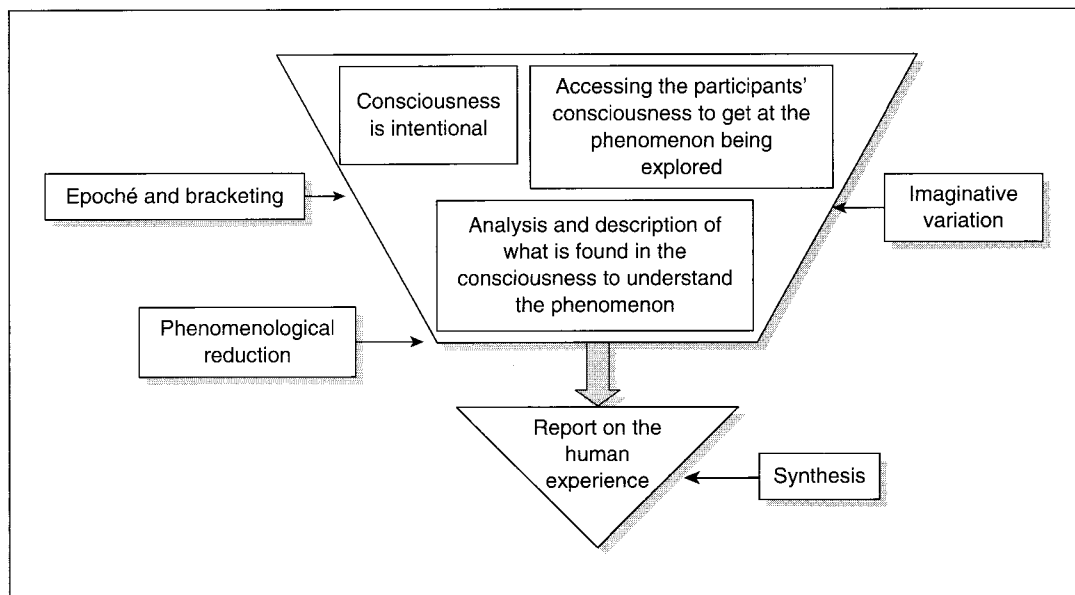 Consciousness
is intentional
Accessing the participants'
consciousness to get at the
phenomenon being
explored
Epoché and bracketing
Imaginative
variation
Analysis and description of
what is found in the
consciousness to understand
the phenomenon
Phenomenological
reduction
Report on the
human
experience
Synthesis